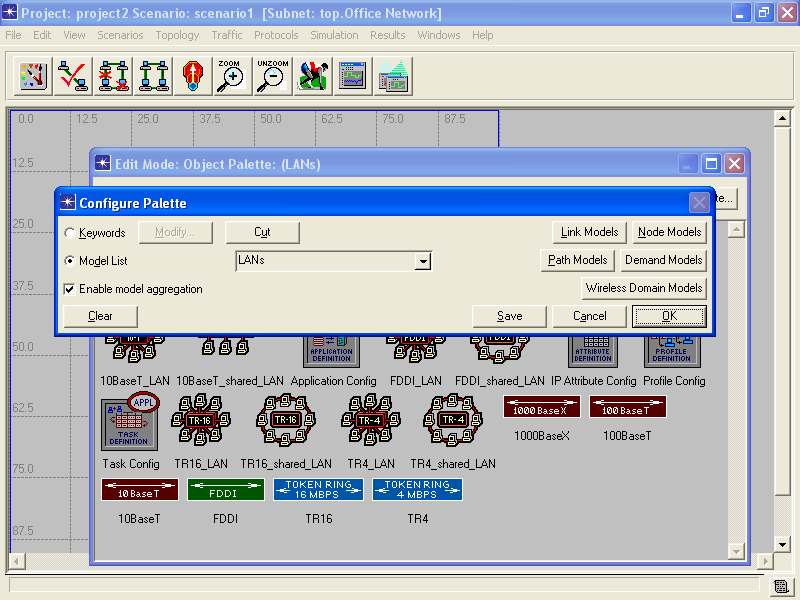 Project: project2 Scenario: scenario1 [Subnet: top.Office Network]
File Edit View Scenarios Topology Traffic Protocols Simulation Results Windows Help
ZOOM UNZOOM
0.0 12.5 25.0 37.5 50.0 62.5 75.0 87.5
12.5
Edit Mode: Object Palette: (LANs)
te...
Configure Palette
25.0
Keywords Modify... Cut Link Models Node Models
Model List LANs Path Models Demand Models
37.5
Enable model aggregation Wireless Domain Models
Clear Save Cancel OK
50.0
APPLICATION DEFINITION FDDI FDDI ATTRIBUTE DEFINITION PROFILE DEFINITION
10BaseT_LAN 10BaseT_shared_LAN Application Config FDDI_LAN FDDI_shared_LAN IP Attribute Config Profile Config
62.5
APPL TASK DEFINITION TR-16 TR-16 TR-4 TR-4 1000BaseX 100BaseT
1000BaseX 100BaseT
Task Config TR16_LAN TR16_shared_LAN TR4_LAN TR4_shared_LAN
75.0
10BaseT FDDI TOKEN RING 16 MBPS TOKEN RING 4 MBPS
10BaseT FDDI TR16 TR4
87.5